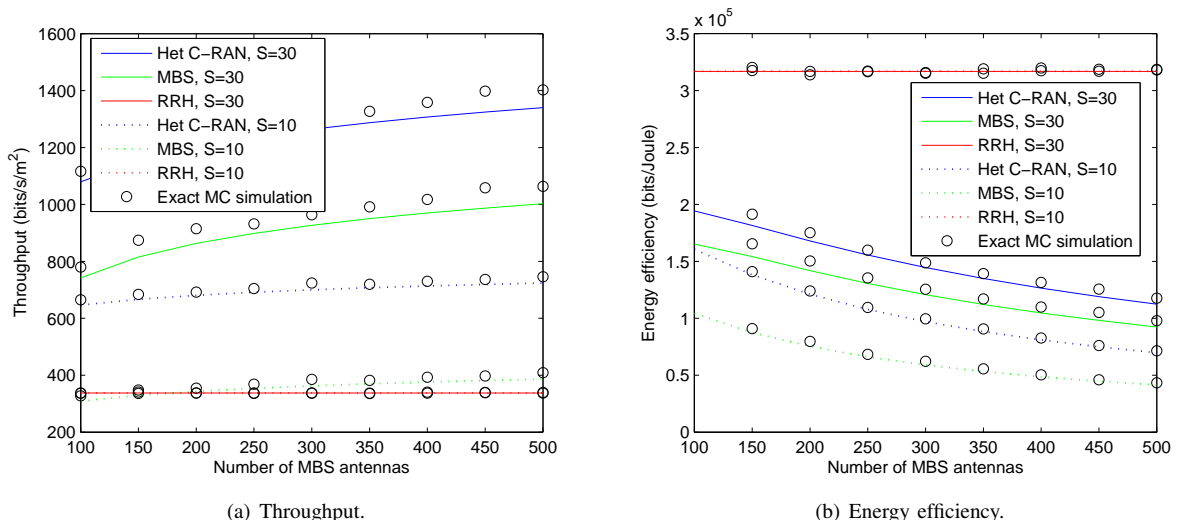 1600
1400
1200
1000
800
600
400
200
Throughput (bits/s/m²)
Het C−RAN, S=30
MBS, S=30
RRH, S=30
Het C−RAN, S=10
MBS, S=10
RRH, S=10
Exact MC simulation
100 150 200 250 300 350 400 450 500
Number of MBS antennas
(a) Throughput.
x 10⁵
3.5
3
2.5
2
1.5
1
0.5
0
Energy efficiency (bits/Joule)
Het C−RAN, S=30
MBS, S=30
RRH, S=30
Het C−RAN, S=10
MBS, S=10
RRH, S=10
Exact MC simulation
100 150 200 250 300 350 400 450 500
Number of MBS antennas
(b) Energy efficiency.